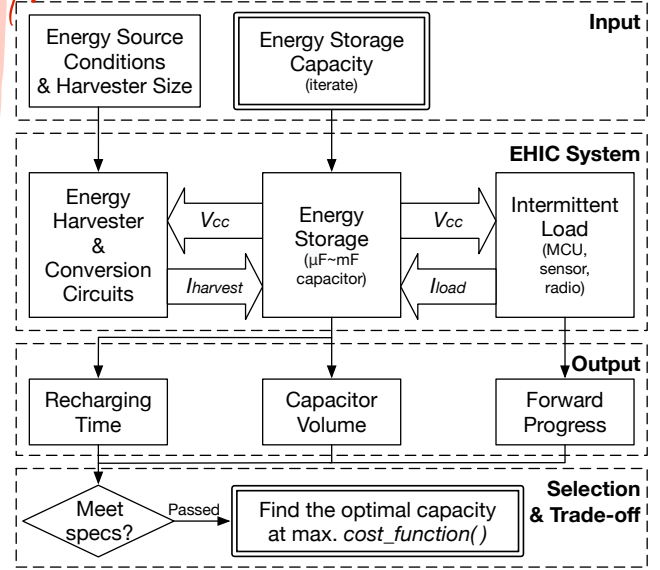 Input
Energy Source
Conditions
& Harvester Size
Energy Storage
Capacity
(iterate)
EHIC System
Energy
Harvester
&
Conversion
Circuits
Vcc
Iharvest
Energy
Storage
(µF~mF
capacitor)
Vcc
Iload
Intermittent
Load
(MCU,
sensor,
radio)
Output
Recharging
Time
Capacitor
Volume
Forward
Progress
Selection
& Trade-off
Meet
specs?
Passed
Find the optimal capacity
at max. cost_function()